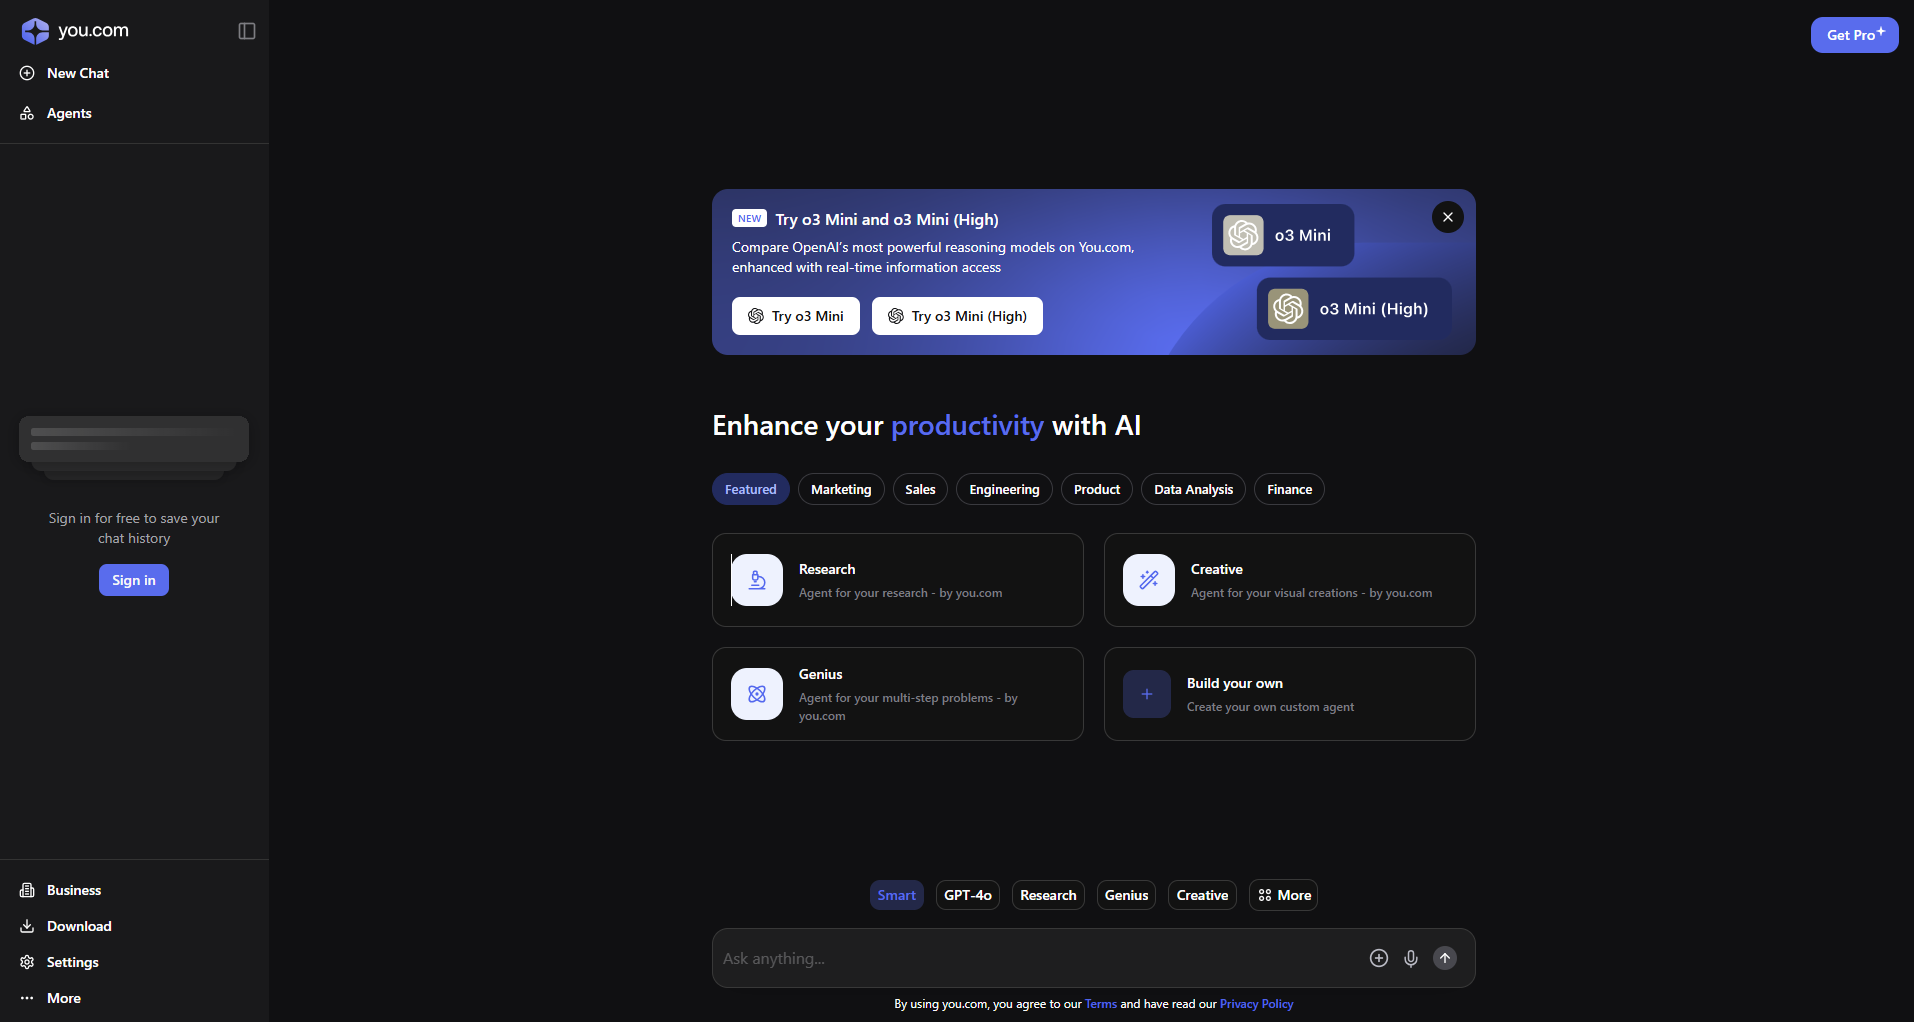 you.com
New Chat
Agents
Sign in for free to save your
chat history
Sign in
Business
Download
Settings
More
Get Pro
NEW Try o3 Mini and o3 Mini (High)
Compare OpenAI's most powerful reasoning models on You.com,
enhanced with real-time information access
Try o3 Mini Try o3 Mini (High)
o3 Mini
o3 Mini (High)
Enhance your productivity with AI
Featured Marketing Sales Engineering Product Data Analysis Finance
Research
Agent for your research - by you.com
Creative
Agent for your visual creations - by you.com
Genius
Agent for your multi-step problems - by
you.com
Build your own
Create your own custom agent
Smart GPT-4o Research Genius Creative More
Ask anything...
By using you.com, you agree to our Terms and have read our Privacy Policy